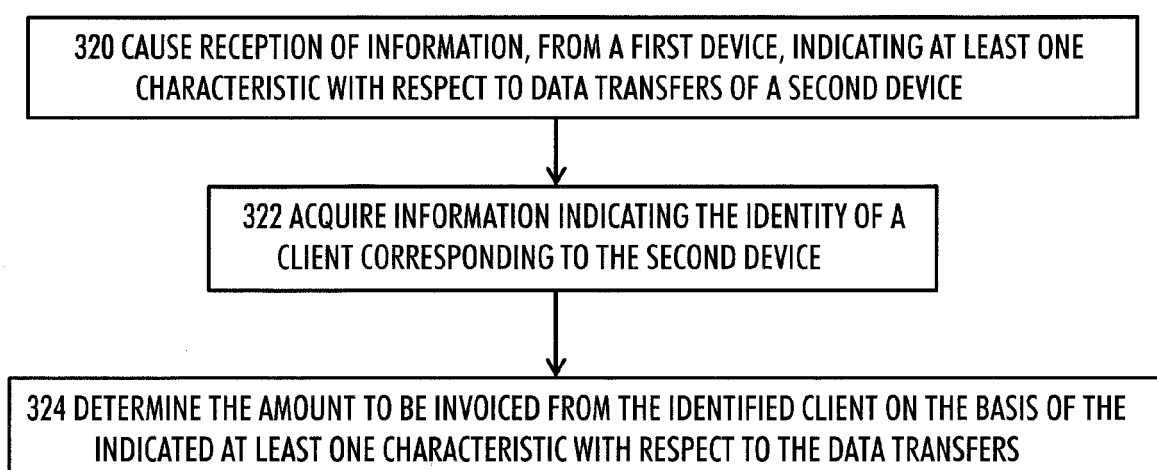 320 CAUSE RECEPTION OF INFORMATION, FROM A FIRST DEVICE, INDICATING AT LEAST ONE
CHARACTERISTIC WITH RESPECT TO DATA TRANSFERS OF A SECOND DEVICE
322 ACQUIRE INFORMATION INDICATING THE IDENTITY OF A
CLIENT CORRESPONDING TO THE SECOND DEVICE
324 DETERMINE THE AMOUNT TO BE INVOICED FROM THE IDENTIFIED CLIENT ON THE BASIS OF THE
INDICATED AT LEAST ONE CHARACTERISTIC WITH RESPECT TO THE DATA TRANSFERS